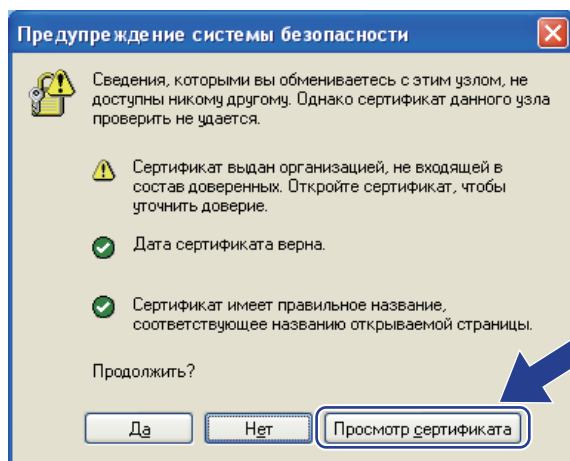 Предупреждение системы безопасности
Сведения, которыми вы обмениваетесь с этим узлом, не
доступны никому другому. Однако сертификат данного узла
проверить не удается.
Сертификат выдан организацией, не входящей в
состав доверенных. Откройте сертификат, чтобы
уточнить доверие.
Дата сертификата верна.
Сертификат имеет правильное название,
соответствующее названию открываемой страницы.
Продолжить?
Да Нет Просмотр сертификата